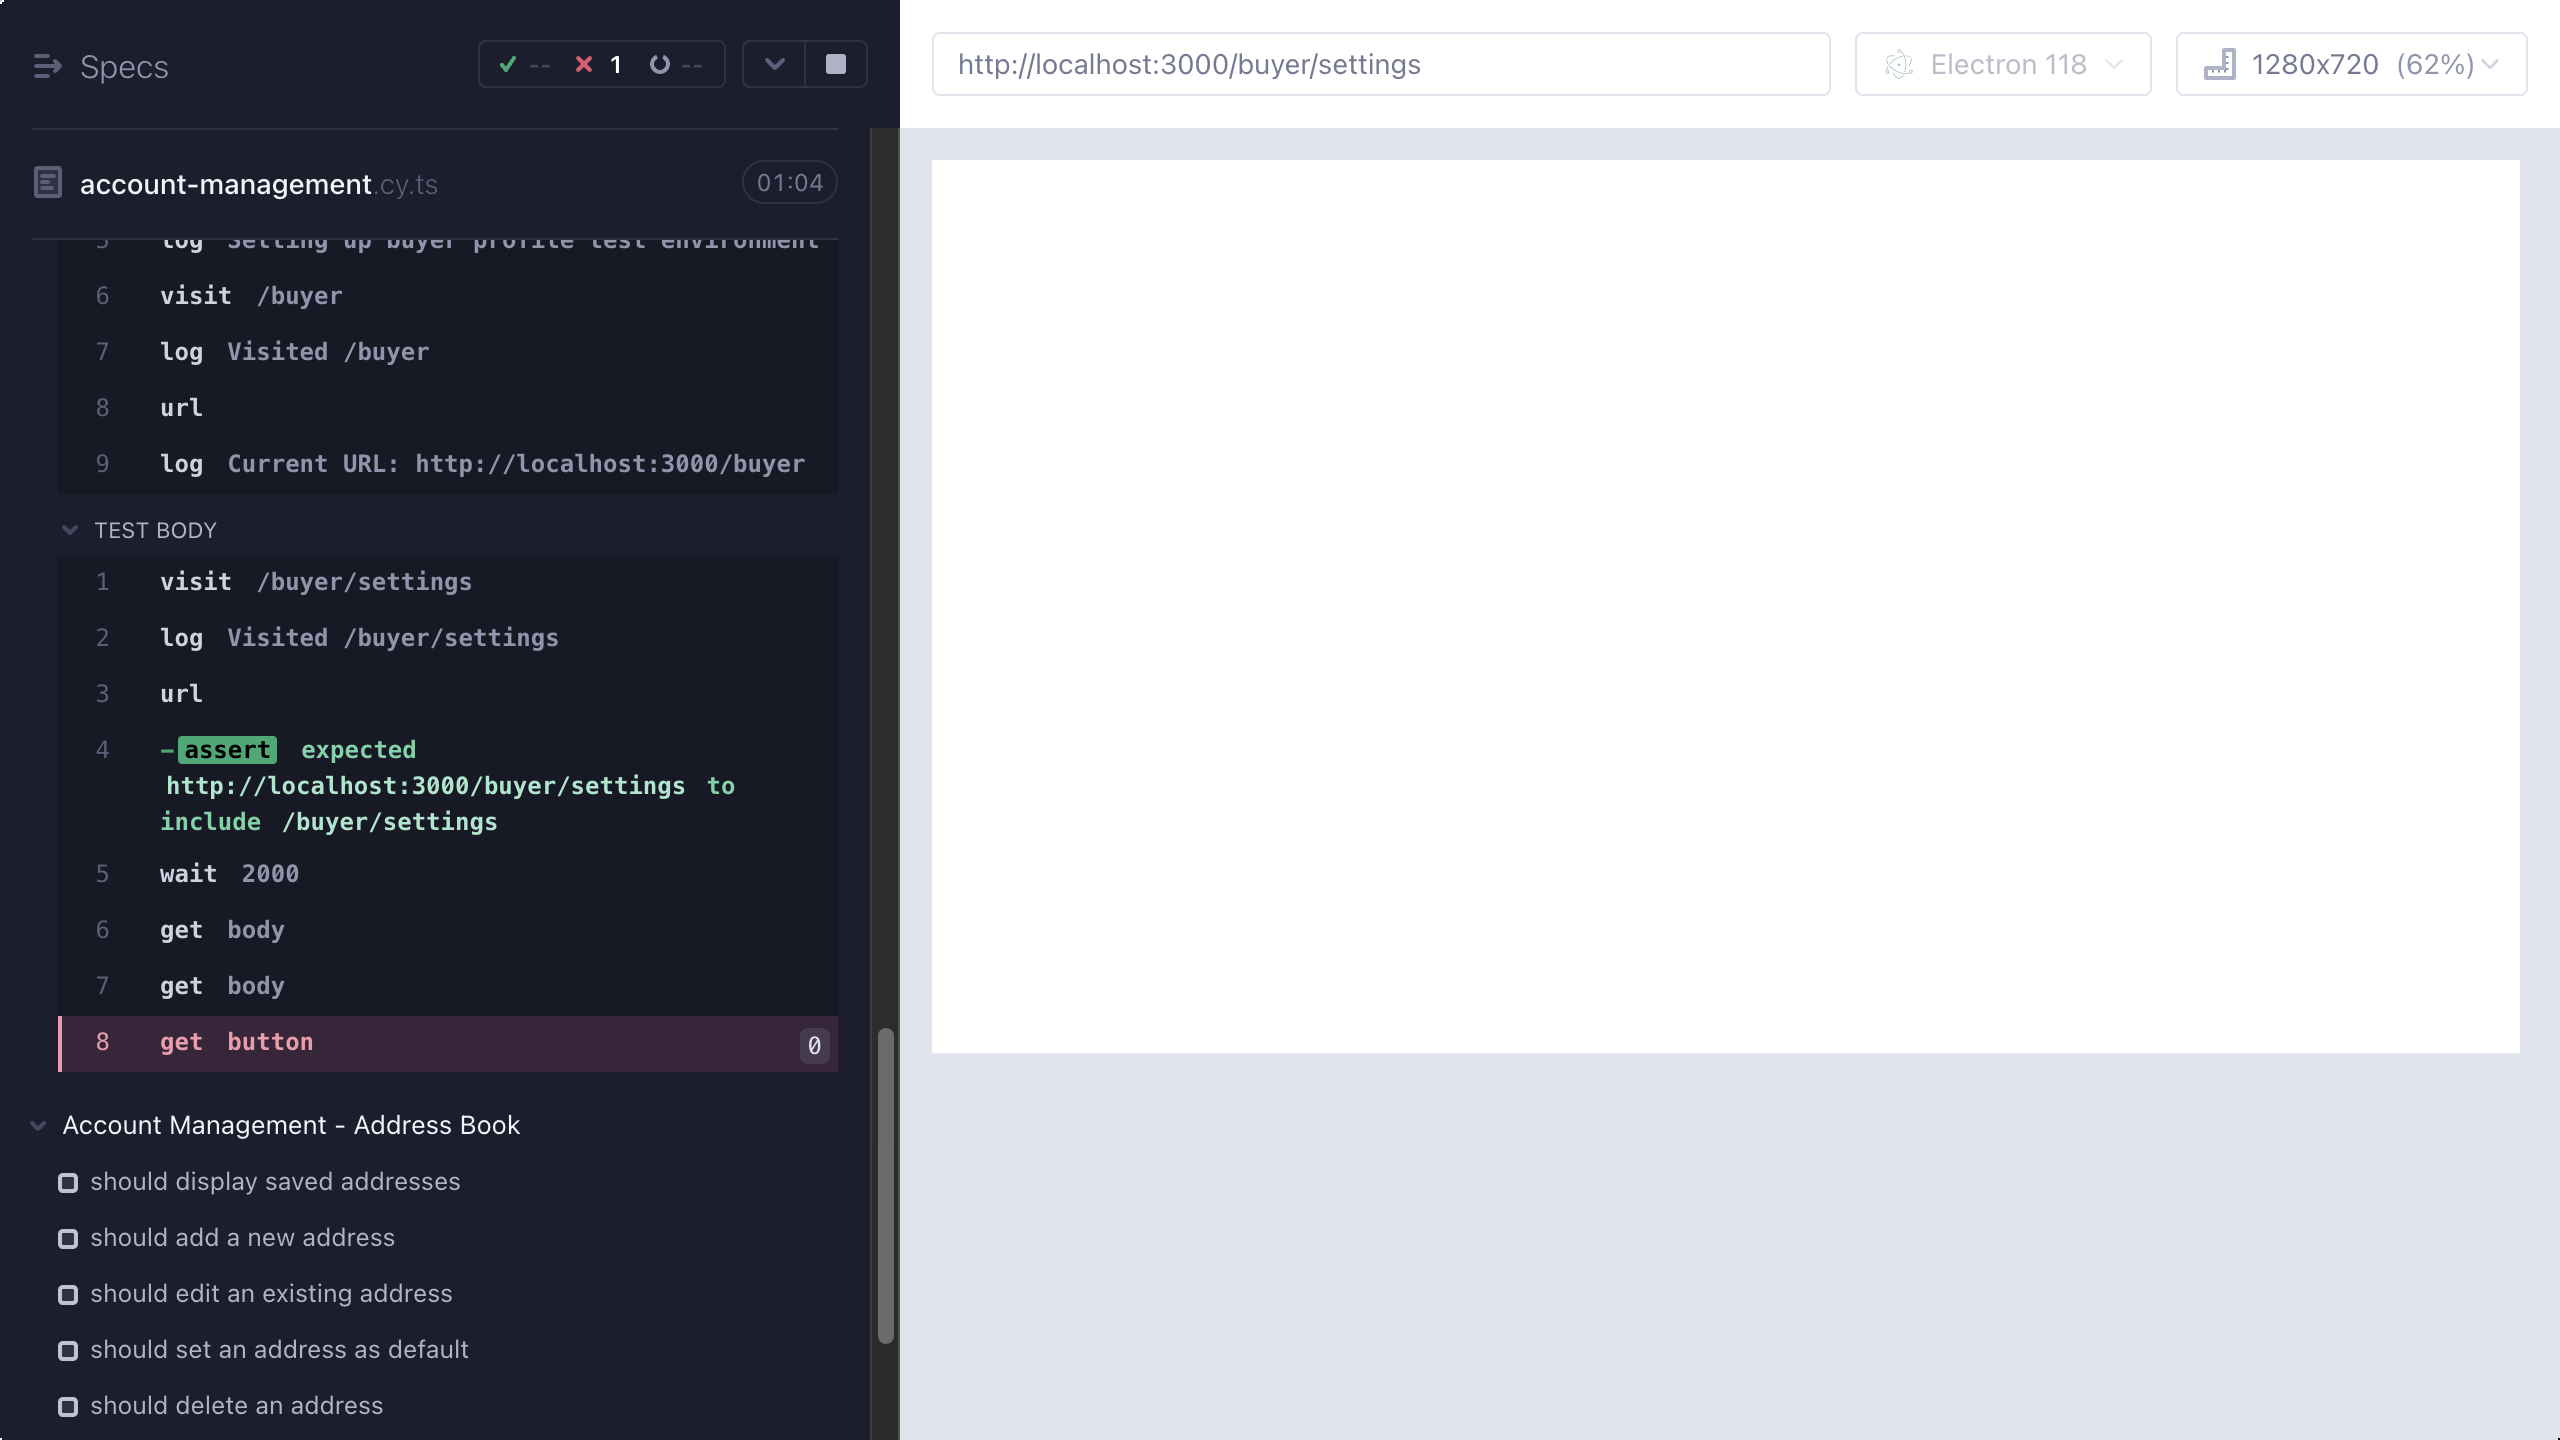 Specs
-- 1 --
account-management.cy.ts
01:04
5 log Setting up buyer profile test environment
6 visit /buyer
7 log Visited /buyer
8 url
9 log Current URL: http://localhost:3000/buyer
TEST BODY
1 visit /buyer/settings
2 log Visited /buyer/settings
3 url
4 -assert expected
http://localhost:3000/buyer/settings to
include /buyer/settings
5 wait 2000
6 get body
7 get body
8 get button 0
Account Management - Address Book
should display saved addresses
should add a new address
should edit an existing address
should set an address as default
should delete an address
http://localhost:3000/buyer/settings
Electron 118
1280x720 (62%)